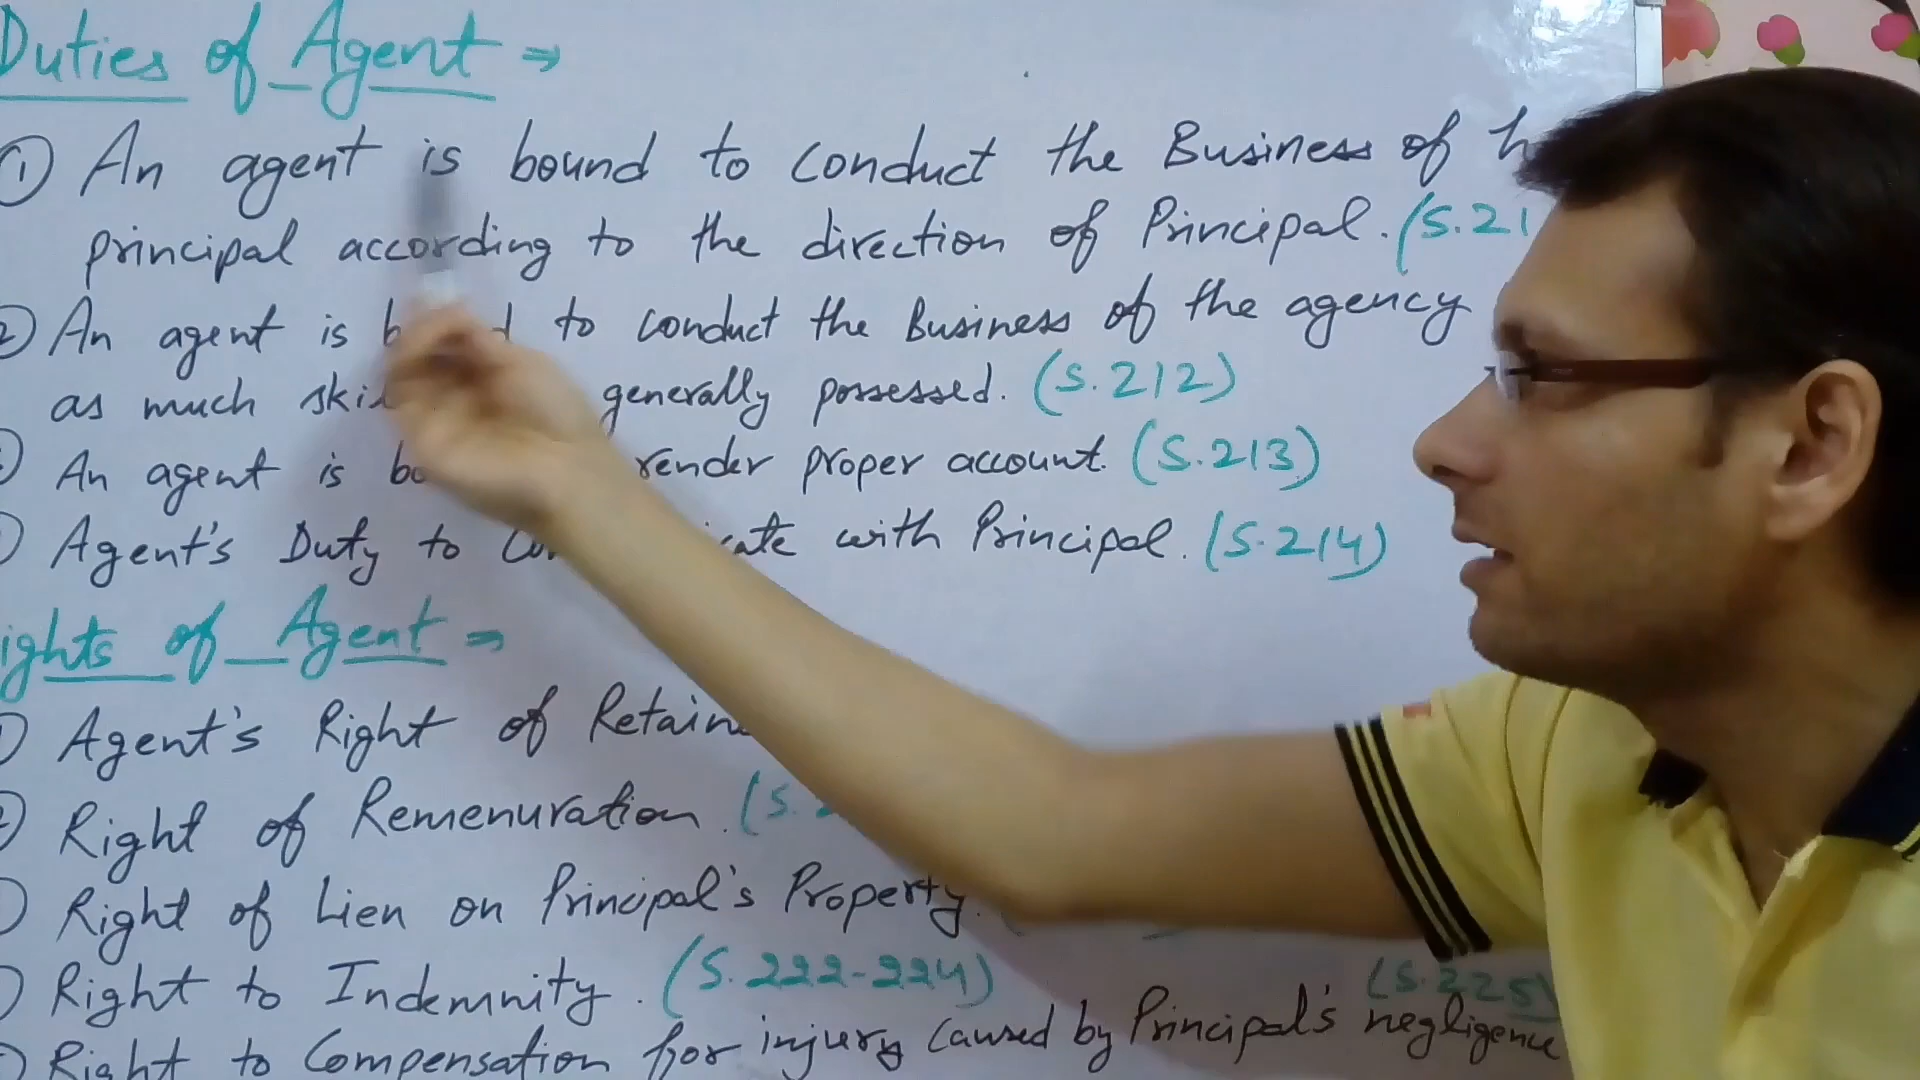 Duties of Agent ⇒
① An agent is bound to conduct the Business of
principal according to the direction of Principal. (S.21
② An agent is to conduct the Business of the agency
as much generally possessed. (S.212)
An agent is render proper account. (S.213)
Agent's Duty to with Principal. (S.214)
ights of Agent ⇒
Agent's Right of
Right of Remenuration. (S.
Right of Lien on Principal's Property.
Right to Indemnity. (S.222-224)
(S.225)
Right to Compensation for injury caused by Principal's negligence